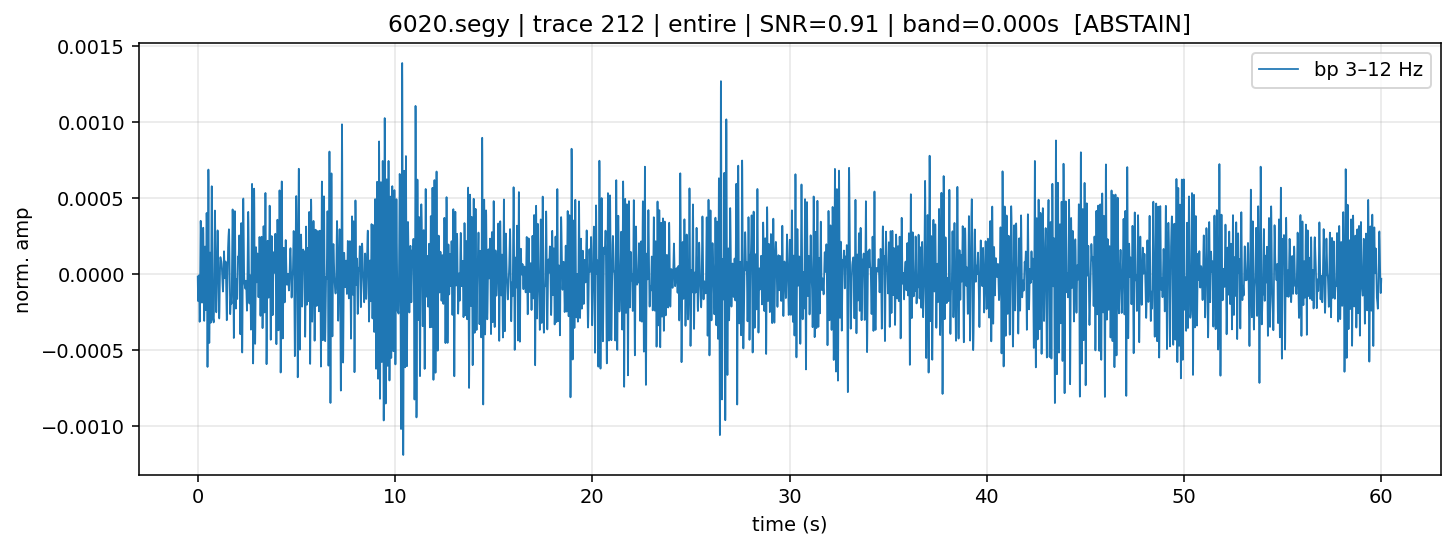 6020.segy | trace 212 | entire | SNR=0.91 | band=0.000s  [ABSTAIN]
bp 3–12 Hz
norm. amp
0.0015
0.0010
0.0005
0.0000
−0.0005
−0.0010
0 10 20 30 40 50 60
time (s)